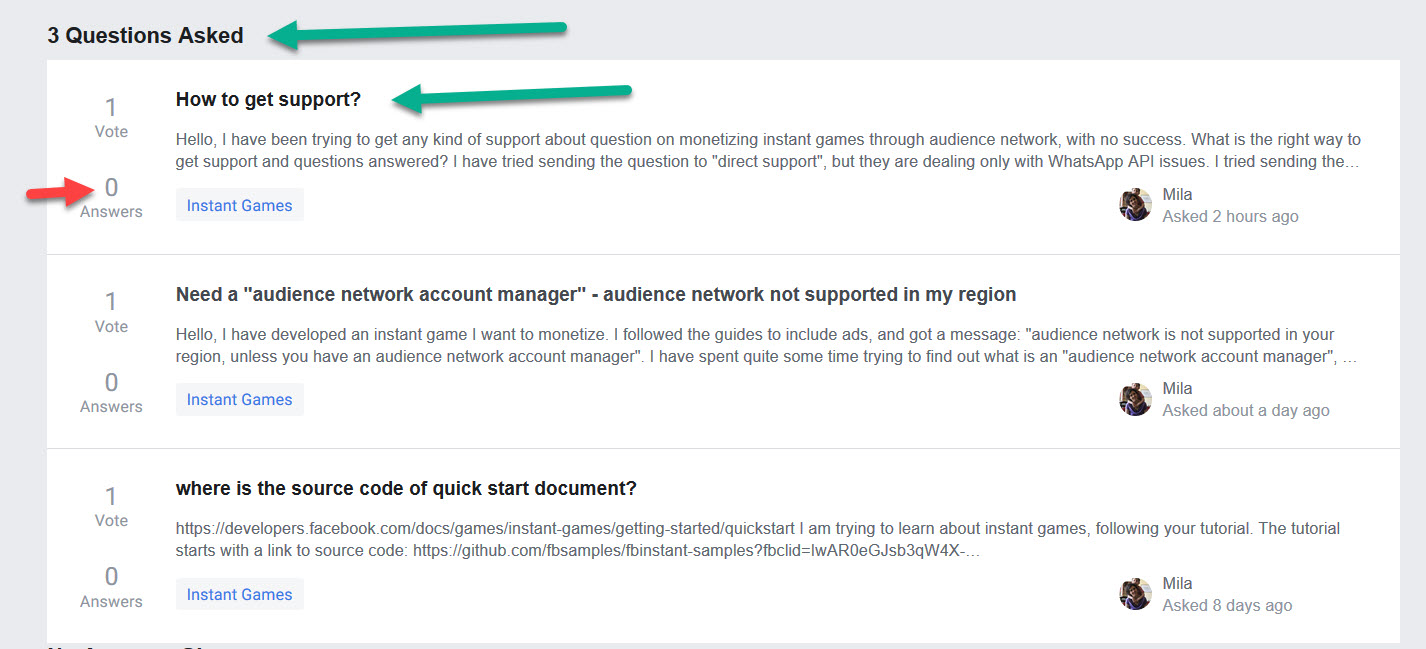 3 Questions Asked
1
Vote
0
Answers
How to get support?
Hello, I have been trying to get any kind of support about question on monetizing instant games through audience network, with no success. What is the right way to
get support and questions answered? I have tried sending the question to "direct support", but they are dealing only with WhatsApp API issues. I tried sending the...
Instant Games
Mila
Asked 2 hours ago
1
Vote
0
Answers
Need a "audience network account manager" - audience network not supported in my region
Hello, I have developed an instant game I want to monetize. I followed the guides to include ads, and got a message: "audience network is not supported in your
region, unless you have an audience network account manager". I have spent quite some time trying to find out what is an "audience network account manager", ...
Instant Games
Mila
Asked about a day ago
1
Vote
0
Answers
where is the source code of quick start document?
https://developers.facebook.com/docs/games/instant-games/getting-started/quickstart I am trying to learn about instant games, following your tutorial. The tutorial
starts with a link to source code: https://github.com/fbsamples/fbinstant-samples?fbclid=IwAR0eGJsb3qW4X-...
Instant Games
Mila
Asked 8 days ago